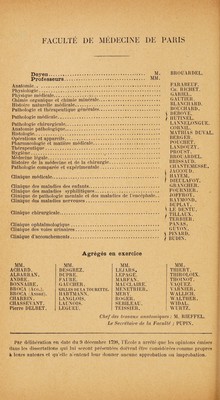 FACULTÉ DE MÉDECINE DE PARIS
Doyen MM. BROUARDEL.
Professeurs
Anatomie FARABEUF.
Physiologie CH. RICHET.
Physique médicale GARIEL.
Chimie organique et chimie minérale GAUTIER.
Histoire naturelle médicale BLANCHARD.
Pathologie et thérapeutique générales BOUCHARD.
Pathologie médicale { DEBOVE.
HUTINEL.
Pathologie chirurgicale LANNELONGUE.
Anatomie pathologique CORNIL.
Histologie MATHIAS DUVAL.
Opérations et appareils BERGER.
Pharmacologie et matière médicale POUCHET.
Thérapeutique LANDOUZY.
Hygiène PROUST.
Médecine légale BROUARDEL.
Histoire de la médecine et de la chirurgie BRISSAUD.
Pathologie comparée et expérimentale CHANTEMESSE.
Clinique médicale { JACCOUD.
HAYEM.
DIEULAFOY.
Clinique des maladies des enfants GRANCHER.
Clinique des maladies syphilitiques FOURNIER.
Clinique de pathologie mentale et des maladies de l'encéphale JOFFROY.
Clinique des maladies nerveuses RAYMOND.
Clinique chirurgicale { DUPLAY.
LE DENTU.
TILLAUX.
TERRIER.
Clinique ophtalmologique PANAS.
Clinique des voies urinaires GUYON.
Clinique d'accouchements { PINARD.
BUDIN.
Agrégés en exercice
MM. MM. MM. MM.
ACHARD. DESGREZ. LEJARS. THIERY.
ALBARRAN. DUPRE. LEPAGE. THIROLOIX.
ANDRE. FAURE. MARFAN. THOINOT.
BONNAIRE. GAUCHER. MAUCLAIRE. VAQUEZ.
BROCA (Aug.). GILLES DE LA TOURETTE. MENETRIER. VARNIER.
BROCA (André). HARTMANN. MERY. WALLICH.
CHARRIN. LANGLOIS. ROGER. WALTHER.
CHASSEVANT. LAUNOIS. SEBILEAU. WIDAL.
Pierre DELBET. LEGUEU. TEISSIER. WURTZ.
Chef des travaux anatomiques : M. RIEFFEL.
Le Secrétaire de la Faculté : PUPIN.
Par délibération en date du 9 décembre 1798, l'École a arrêté que les opinions émises
dans les dissertations qui lui seront présentées, doivent être considérées comme propres
à leurs auteurs et qu'elle n'entend leur donner aucune approbation ni improbation.